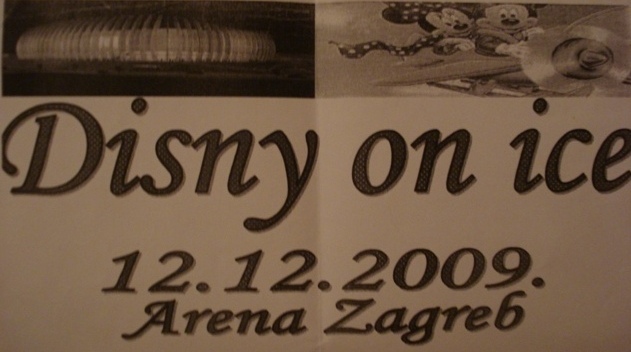 Disny on ice
12.12.2009.
Arena Zagreb